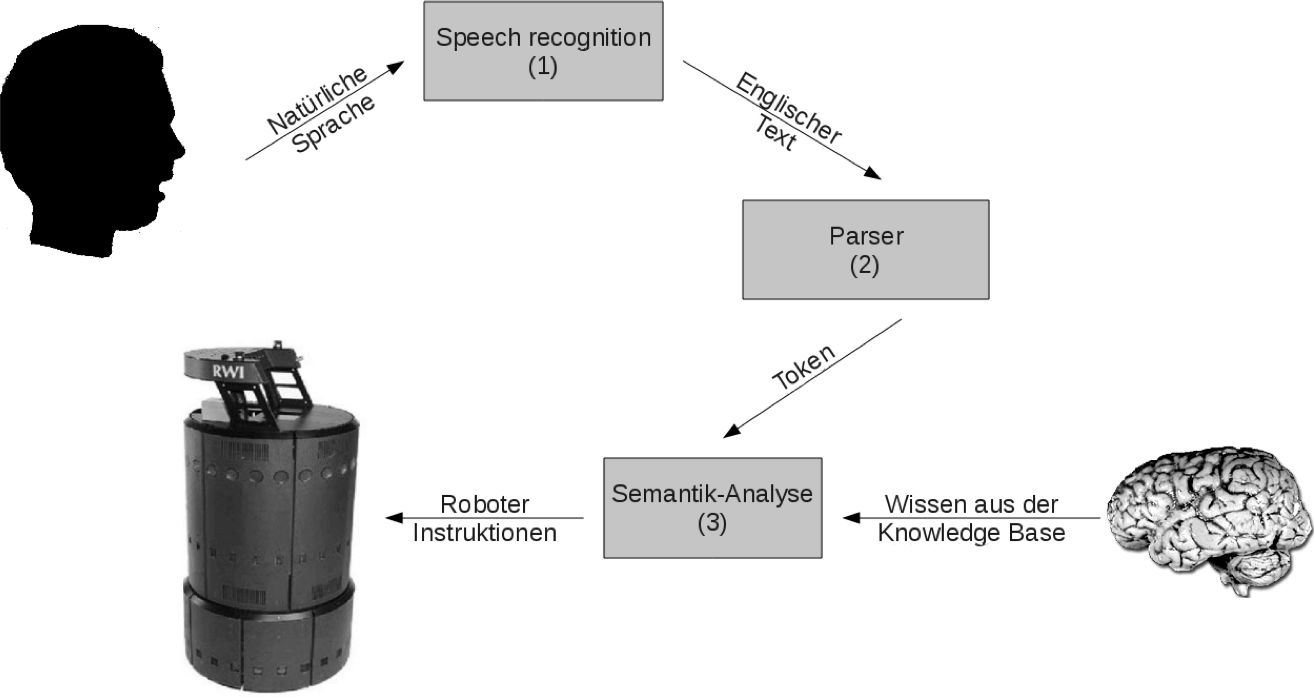 Speech recognition
(1)
Natürliche
Sprache
Englischer
Text
Parser
(2)
Token
RWI
Semantik-Analyse
(3)
Roboter
Instruktionen
Wissen aus der
Knowledge Base